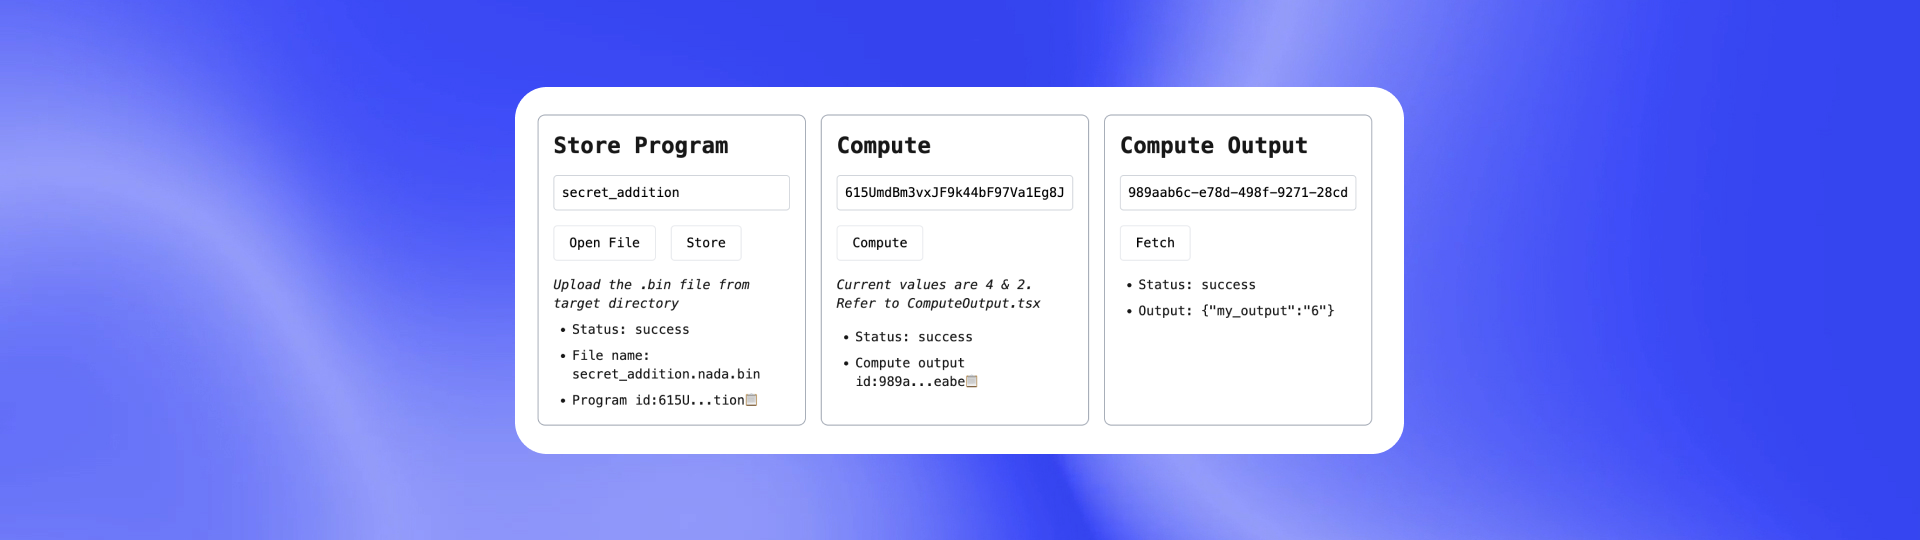 Store Program
secret_addition
Open File
Store
Upload the .bin file from
target directory
• Status: success
• File name:
secret_addition.nada.bin
• Program id:615U...tion
Compute
615UmdBm3vxJF9k44bF97Va1Eg8J
Compute
Current values are 4 & 2.
Refer to ComputeOutput.tsx
• Status: success
• Compute output
id:989a...eabe
Compute Output
989aab6c-e78d-498f-9271-28cd
Fetch
• Status: success
• Output: {"my_output":"6"}